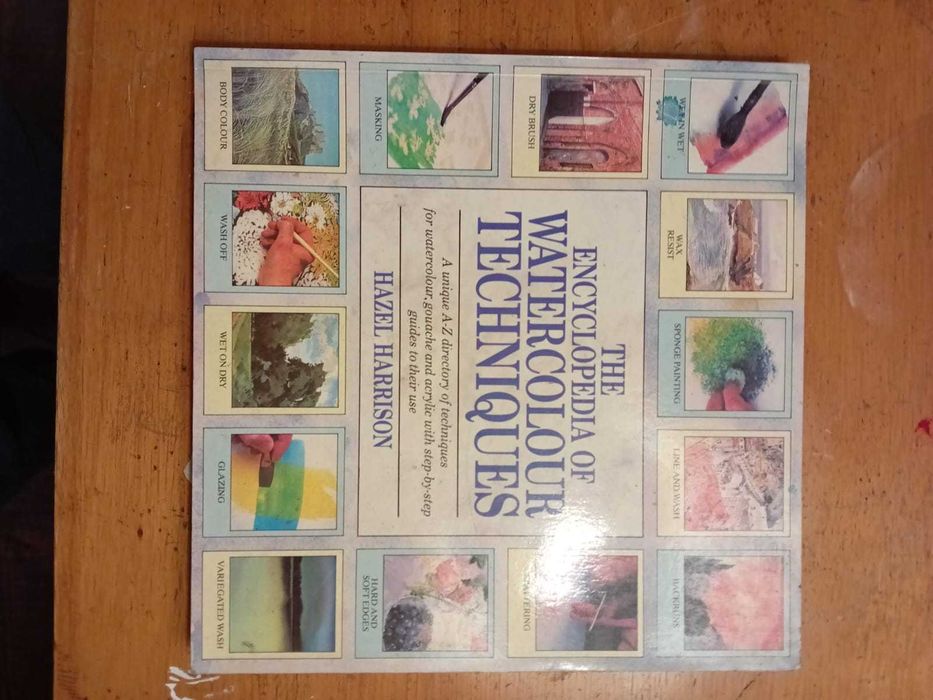 WET IN WET
WAX
RESIST
SPONGE PAINTING
LINE AND WASH
BACKRUNS
DRY BRUSH
THE
ENCYCLOPEDIA OF
WATERCOLOUR
TECHNIQUES
A unique A-Z directory of techniques
for watercolour, gouache and acrylic with step-by-step
guides to their use
HAZEL HARRISON
MASKING
HARD AND
SOFT EDGES
BODY COLOUR
WASH OFF
WET ON DRY
GLAZING
VARIEGATED WASH